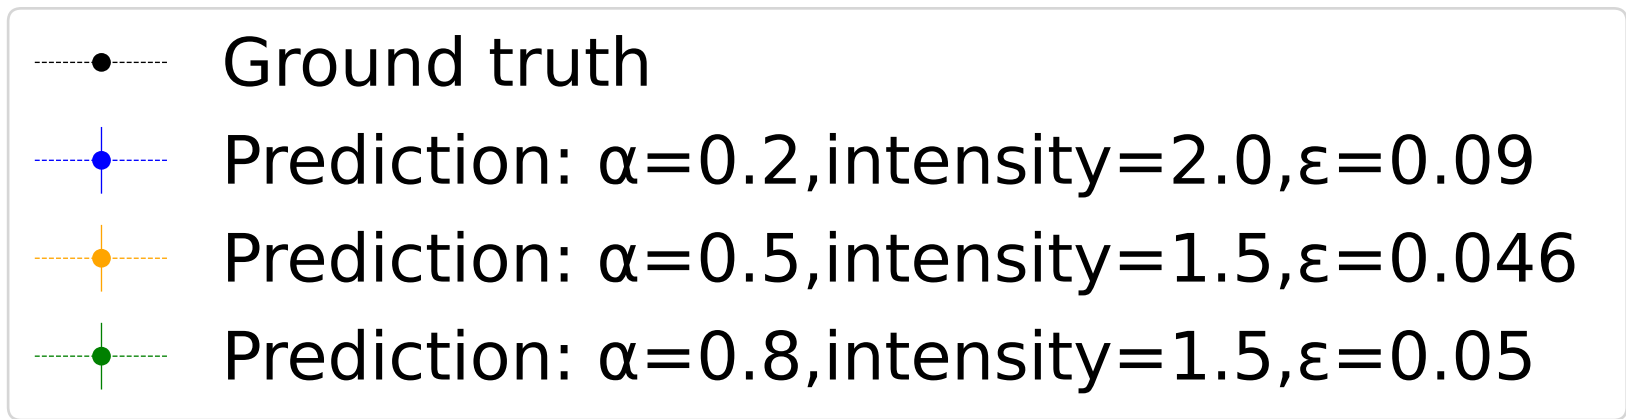 Ground truth
Prediction: α=0.2,intensity=2.0,ε=0.09
Prediction: α=0.5,intensity=1.5,ε=0.046
Prediction: α=0.8,intensity=1.5,ε=0.05